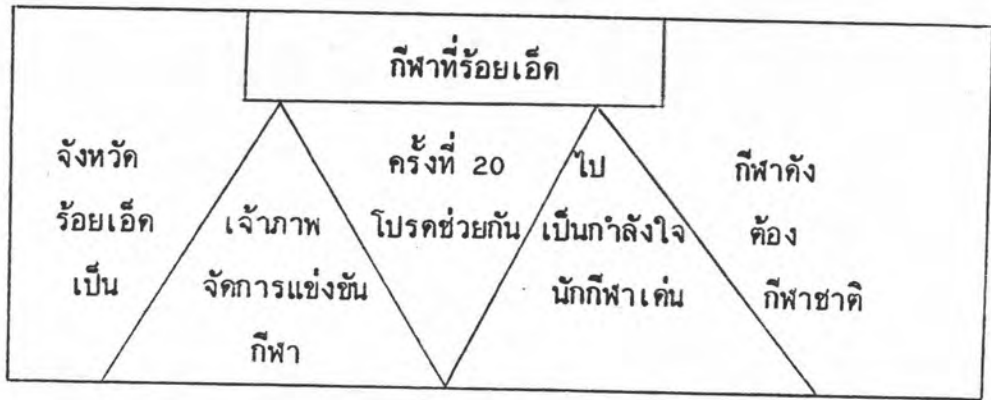 กีฬาที่ร้อยเอ็ด
จังหวัด
ร้อยเอ็ด
เป็น
เจ้าภาพ
จัดการแข่งขัน
กีฬา
ครั้งที่ 20
โปรดช่วยกัน
ไป
เป็นกำลังใจ
นักกีฬาเด่น
กีฬาดัง
ต้อง
กีฬาชาติ